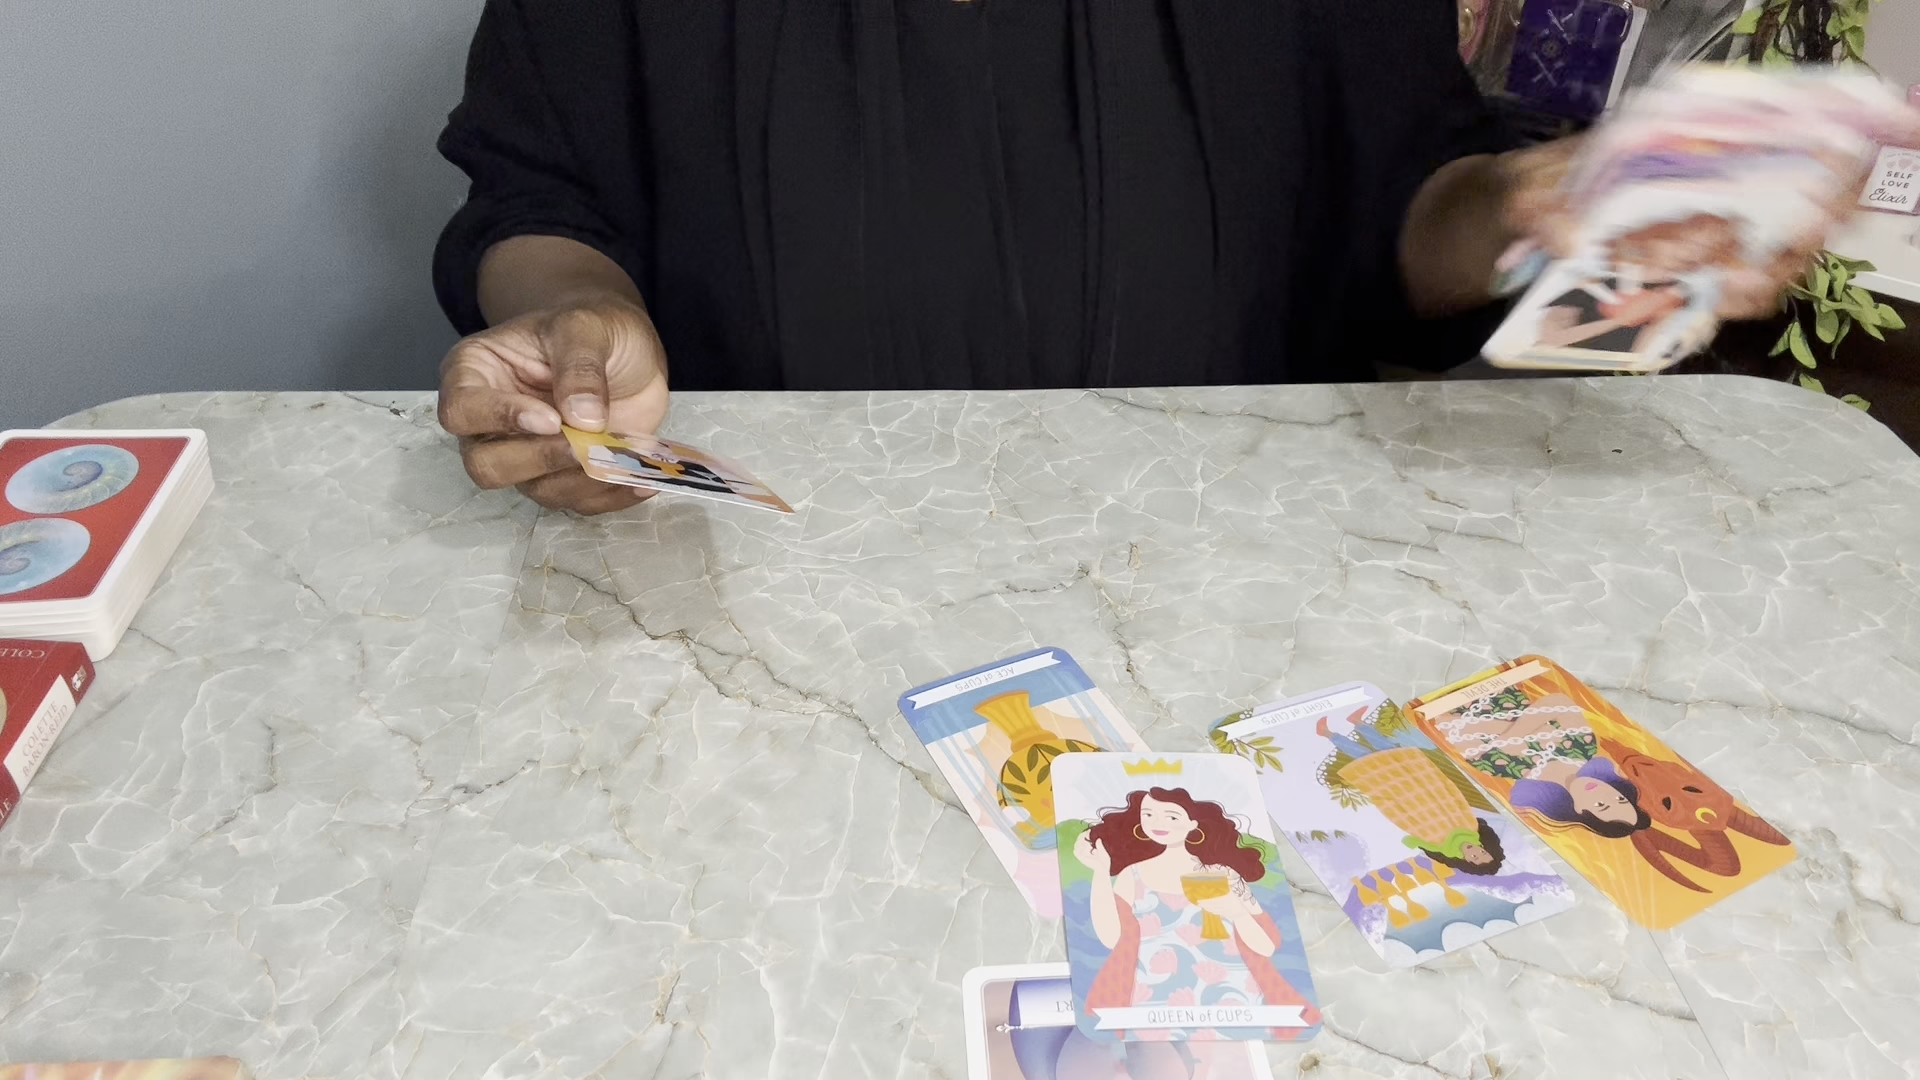 SELF
LOVE
Elixir
ACE of CUPS
EIGHT of CUPS
THE DEVIL
COLETTE
BARON-REID
QUEEN of CUPS